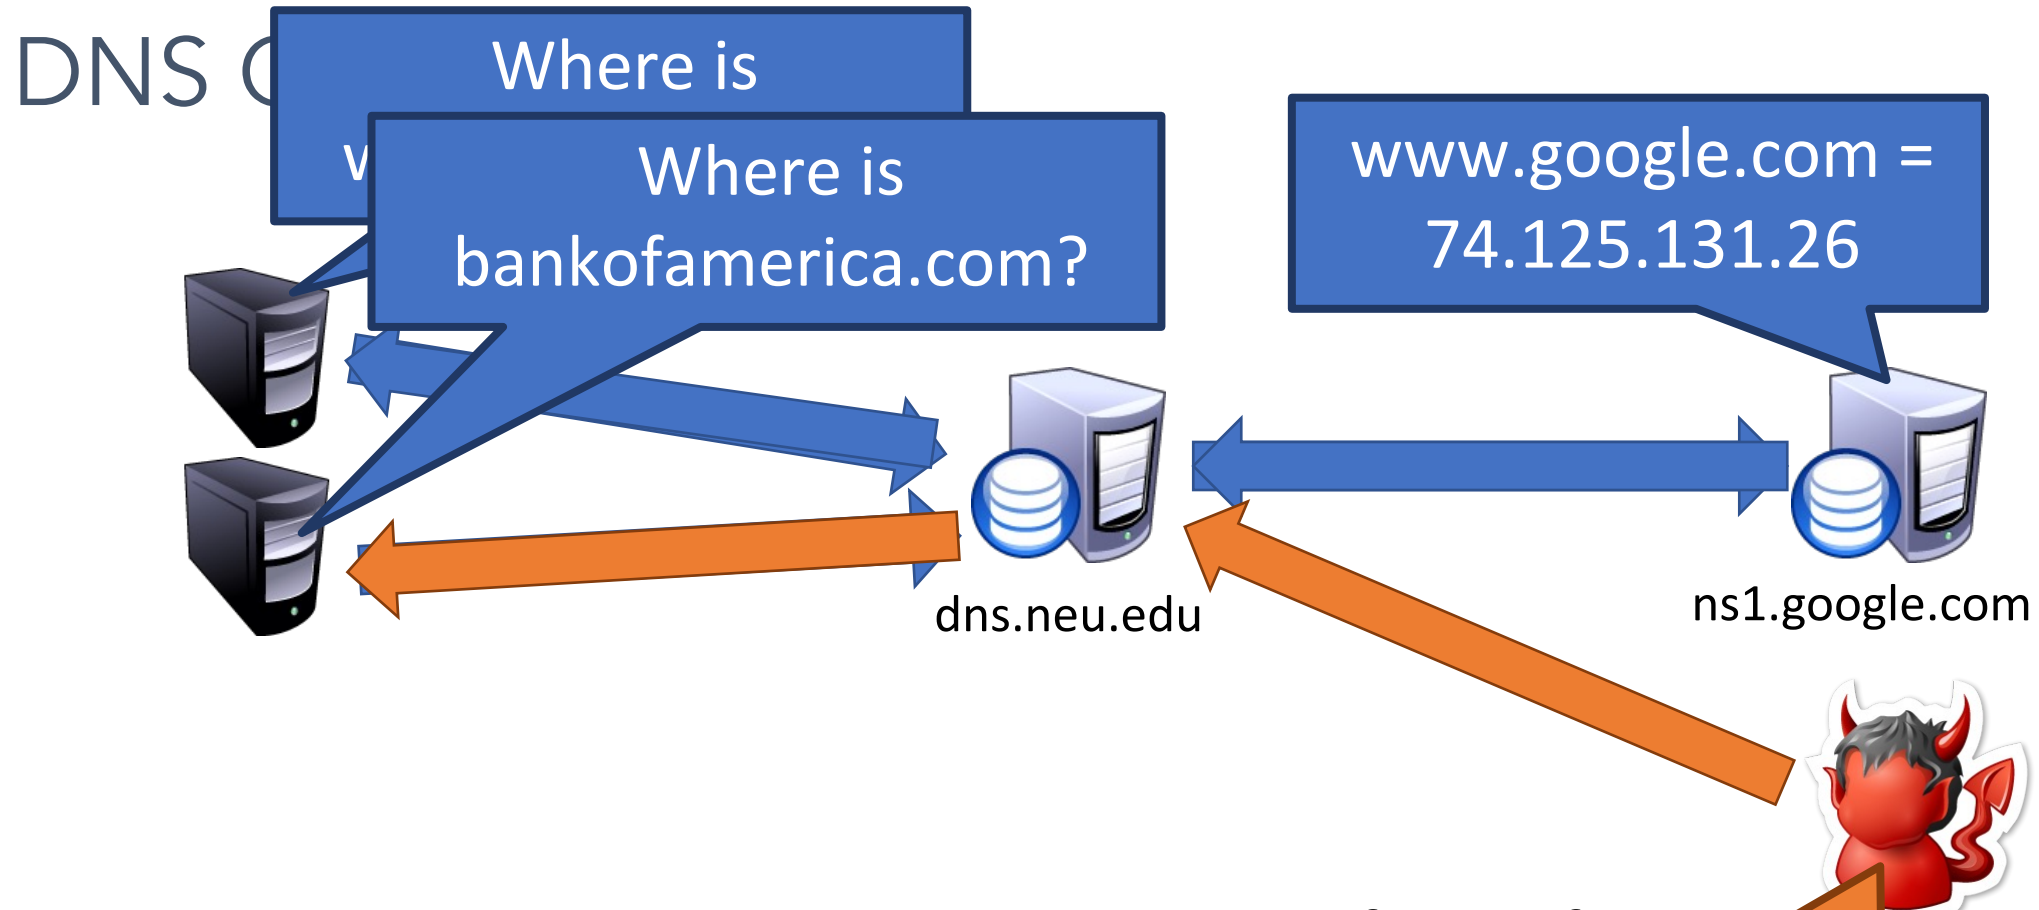 DNS
Where is
Where is
bankofamerica.com?
www.google.com =
74.125.131.26
dns.neu.edu
ns1.google.com